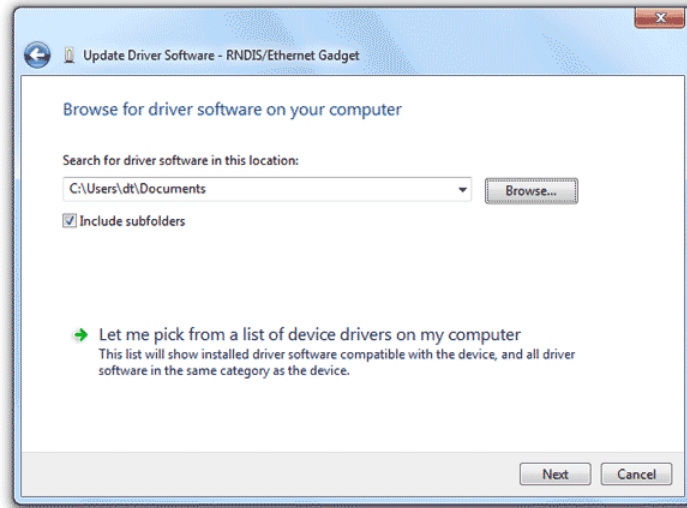 Update Driver Software - RNDIS/Ethernet Gadget
Browse for driver software on your computer
Search for driver software in this location:
C:\Users\dt\Documents
Browse...
Include subfolders
Let me pick from a list of device drivers on my computer
This list will show installed driver software compatible with the device, and all driver
software in the same category as the device.
Next
Cancel